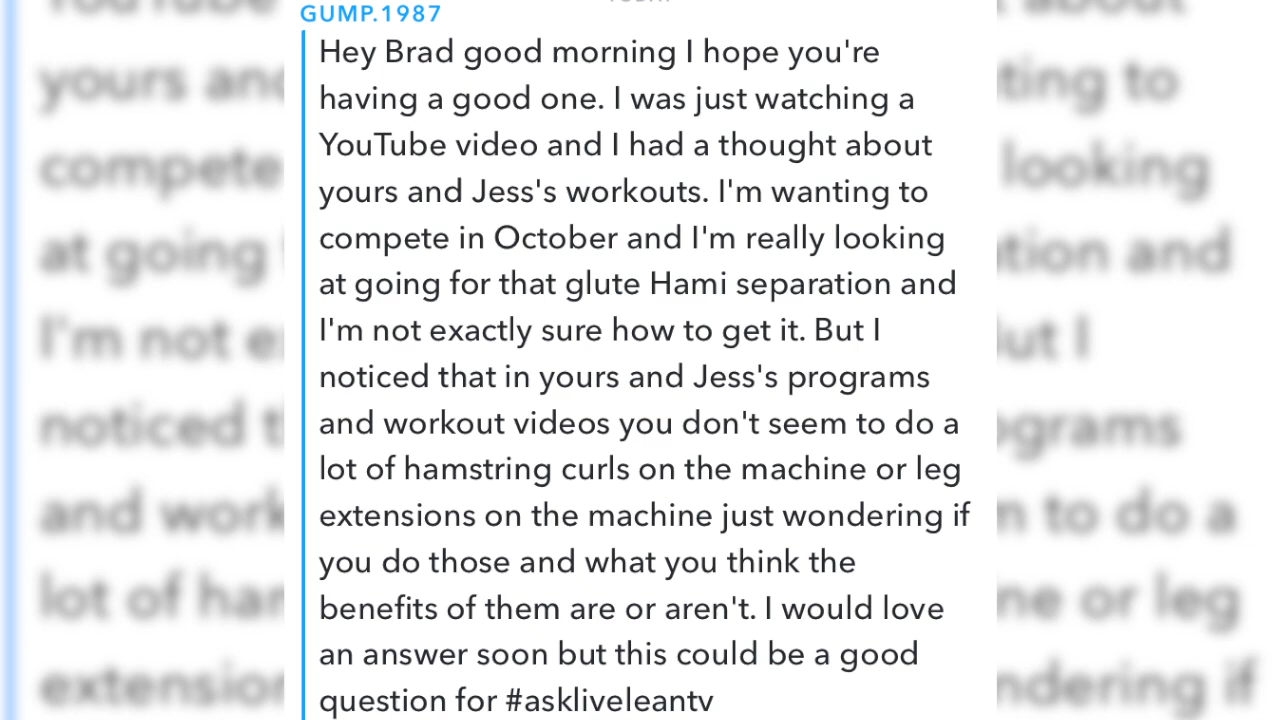 GUMP.1987
Hey Brad good morning I hope you're
having a good one. I was just watching a
YouTube video and I had a thought about
yours and Jess's workouts. I'm wanting to
compete in October and I'm really looking
at going for that glute Hami separation and
I'm not exactly sure how to get it. But I
noticed that in yours and Jess's programs
and workout videos you don't seem to do a
lot of hamstring curls on the machine or leg
extensions on the machine just wondering if
you do those and what you think the
benefits of them are or aren't. I would love
an answer soon but this could be a good
question for #askliveleantv